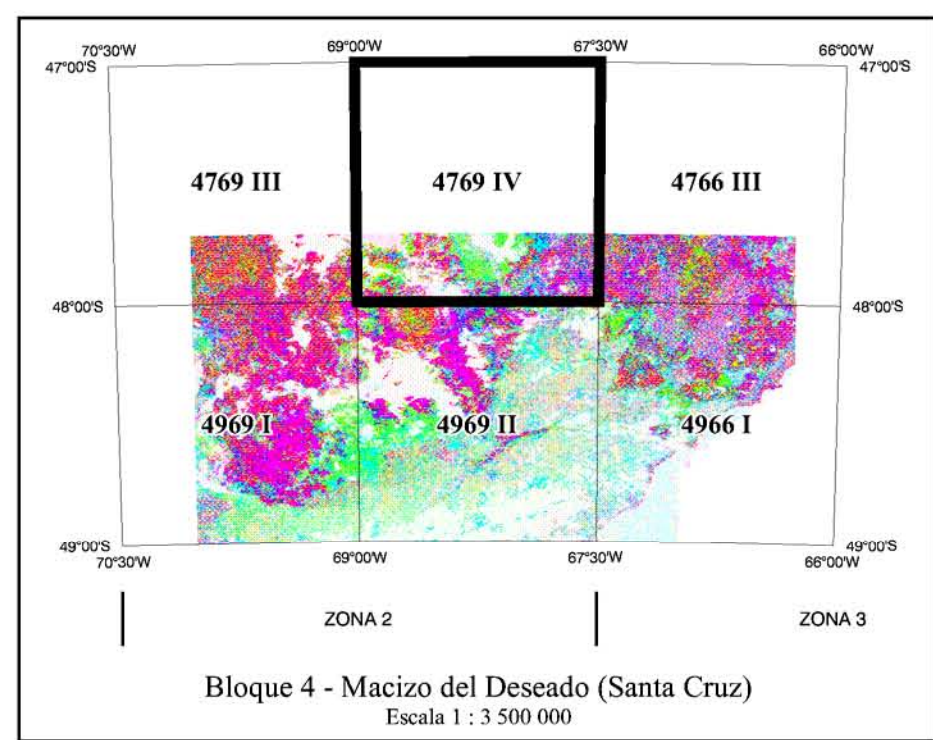 70°30'W 69°00'W 67°30'W 66°00'W
47°00'S 47°00'S
4769 III 4769 IV 4766 III
48°00'S 48°00'S
4969 I 4969 II 4966 I
49°00'S 49°00'S
70°30'W 69°00'W 67°30'W 66°00'W
ZONA 2 ZONA 3
Bloque 4 - Macizo del Deseado (Santa Cruz)
Escala 1 : 3 500 000